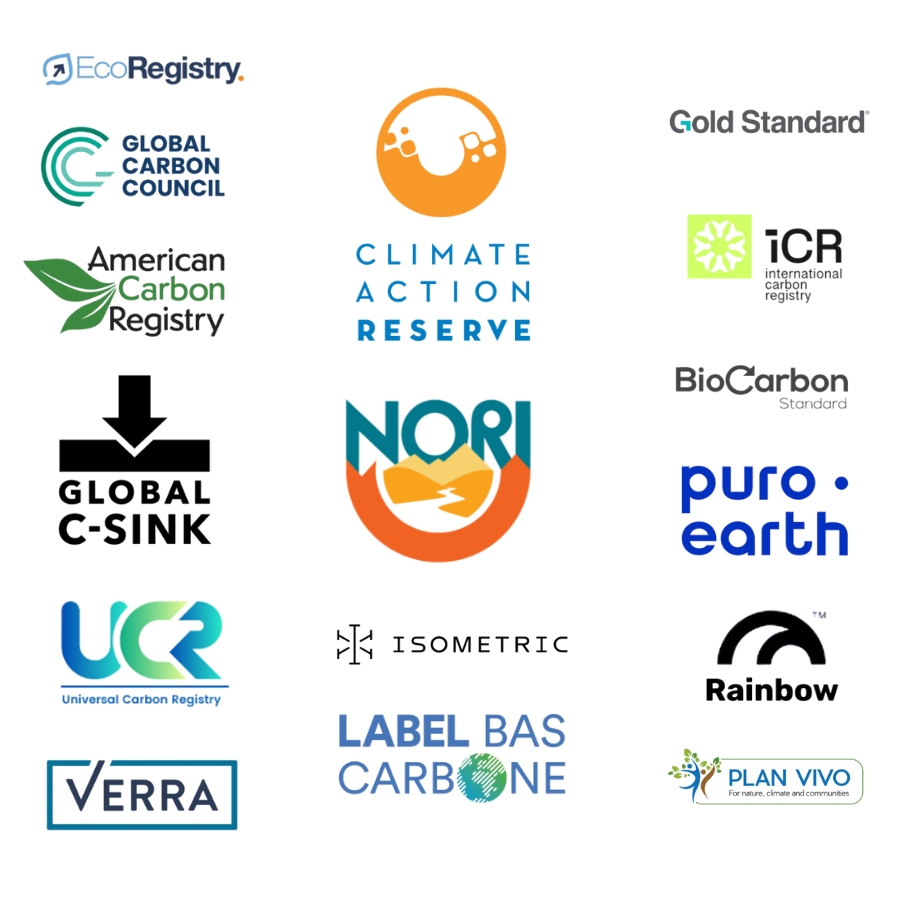 EcoRegistry.
GLOBAL
CARBON
COUNCIL
American
Carbon
Registry
GLOBAL
C-SINK
UCR
Universal Carbon Registry
VERRA
CLIMATE
ACTION
RESERVE
NORI
ISOMETRIC
LABEL BAS
CARBONE
Gold Standard®
iCR
international
carbon
registry
BioCarbon
Standard
puro·
earth
™
Rainbow
PLAN VIVO
For nature, climate and communities